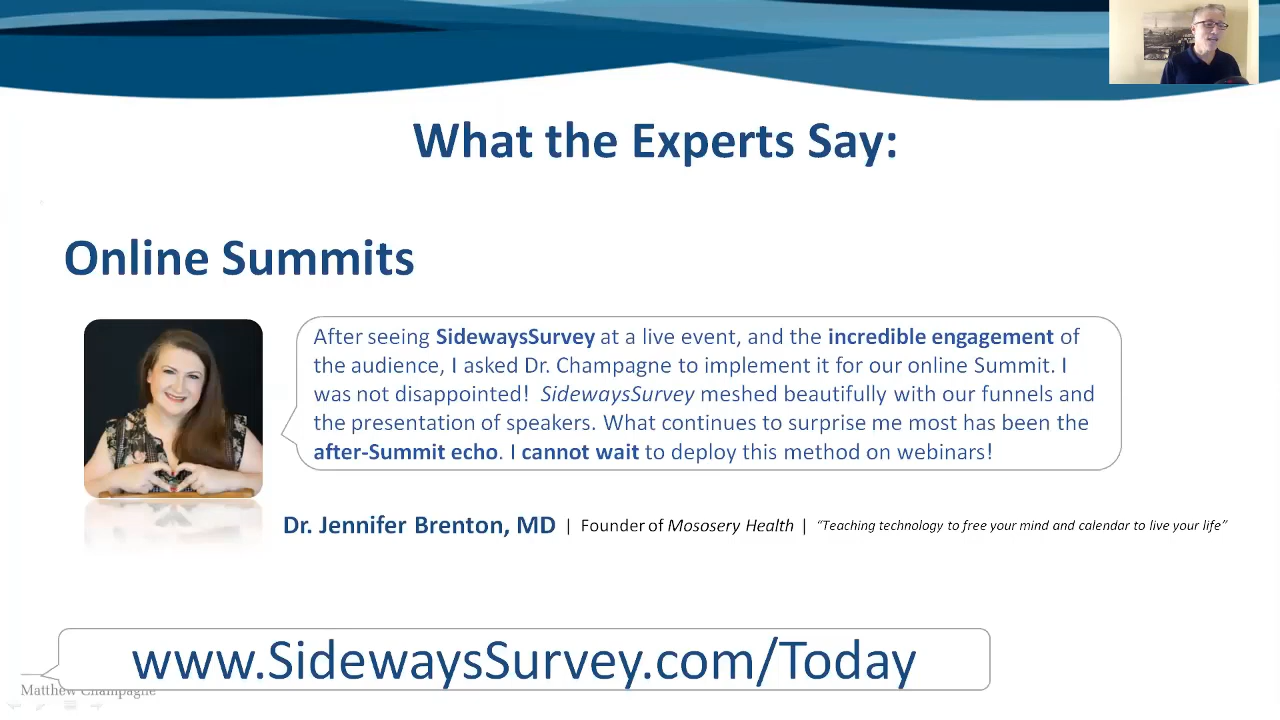 What the Experts Say:
Online Summits
After seeing SidewaysSurvey at a live event, and the incredible engagement of
the audience, I asked Dr. Champagne to implement it for our online Summit. I
was not disappointed! SidewaysSurvey meshed beautifully with our funnels and
the presentation of speakers. What continues to surprise me most has been the
after-Summit echo. I cannot wait to deploy this method on webinars!
Dr. Jennifer Brenton, MD | Founder of Mososery Health | “Teaching technology to free your mind and calendar to live your life”
www.SidewaysSurvey.com/Today
Matthew Champagne